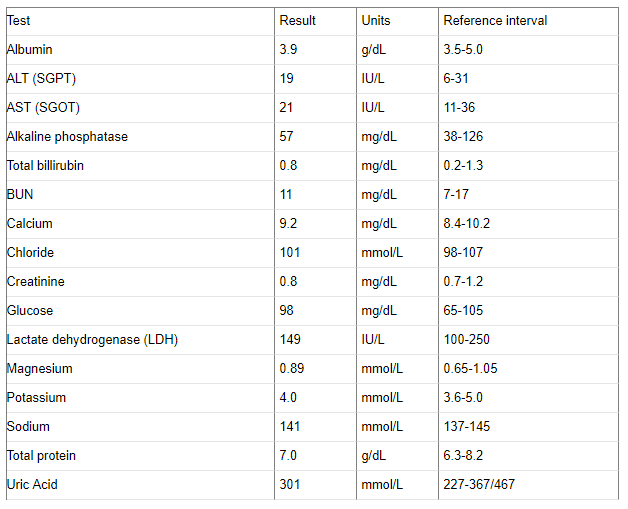 Test Result Units Reference interval
Albumin 3.9 g/dL 3.5-5.0
ALT (SGPT) 19 IU/L 6-31
AST (SGOT) 21 IU/L 11-36
Alkaline phosphatase 57 mg/dL 38-126
Total billirubin 0.8 mg/dL 0.2-1.3
BUN 11 mg/dL 7-17
Calcium 9.2 mg/dL 8.4-10.2
Chloride 101 mmol/L 98-107
Creatinine 0.8 mg/dL 0.7-1.2
Glucose 98 mg/dL 65-105
Lactate dehydrogenase (LDH) 149 IU/L 100-250
Magnesium 0.89 mmol/L 0.65-1.05
Potassium 4.0 mmol/L 3.6-5.0
Sodium 141 mmol/L 137-145
Total protein 7.0 g/dL 6.3-8.2
Uric Acid 301 mmol/L 227-367/467